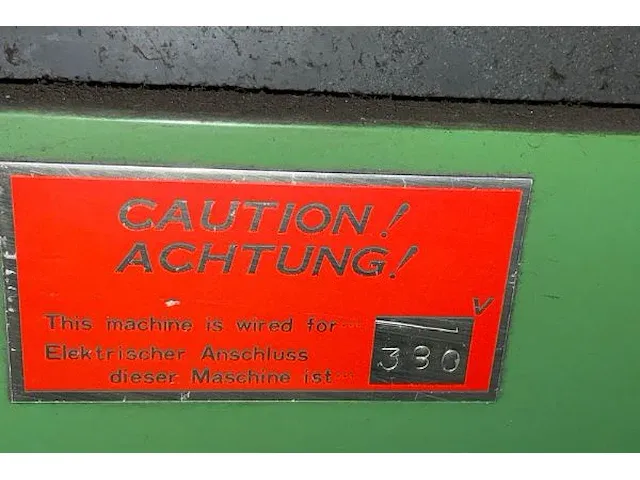 CAUTION!
ACHTUNG!
V
This machine is wired for
380
Elektrischer Anschluss
dieser Maschine ist